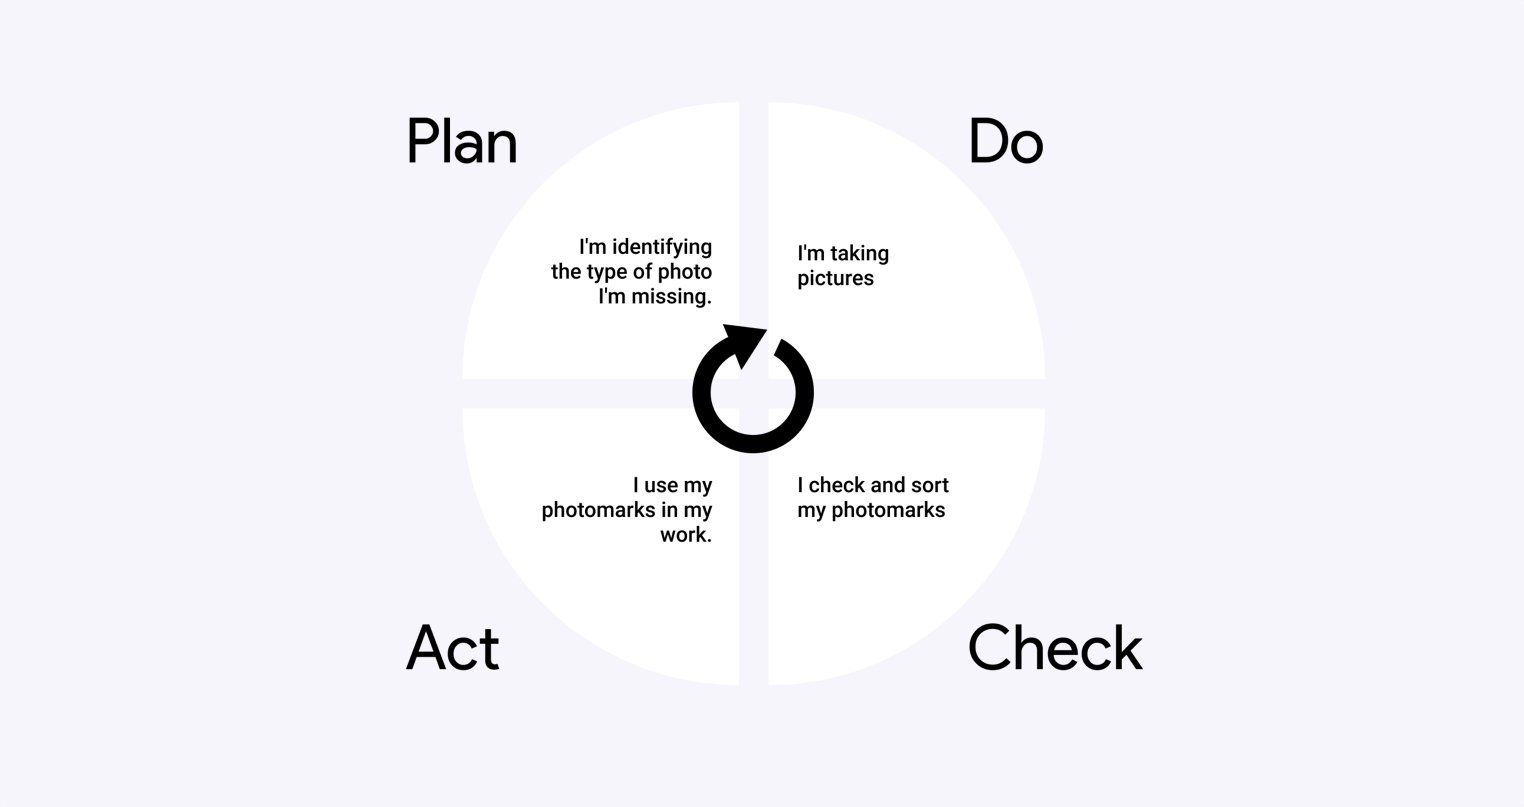 Plan
Do
I'm identifying
the type of photo
I'm missing.
I'm taking
pictures
I use my
photomarks in my
work.
I check and sort
my photomarks
Act
Check